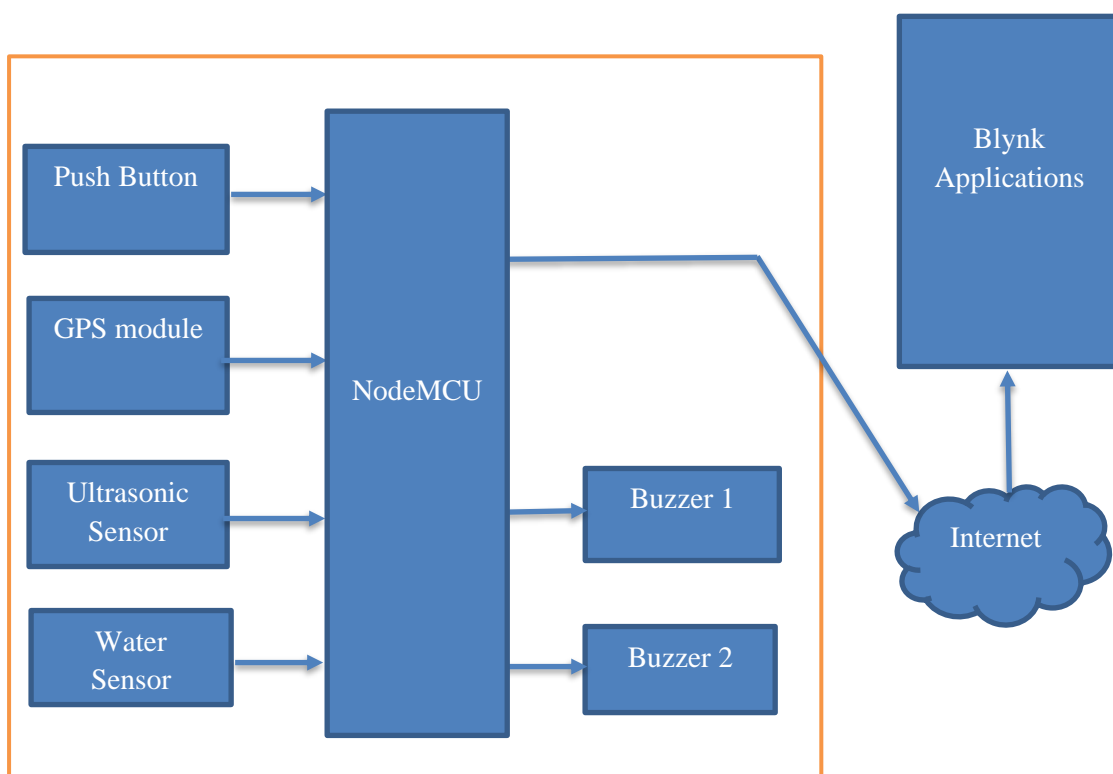 Push Button
GPS module
Ultrasonic
Sensor
Water
Sensor
NodeMCU
Buzzer 1
Buzzer 2
Blynk
Applications
Internet